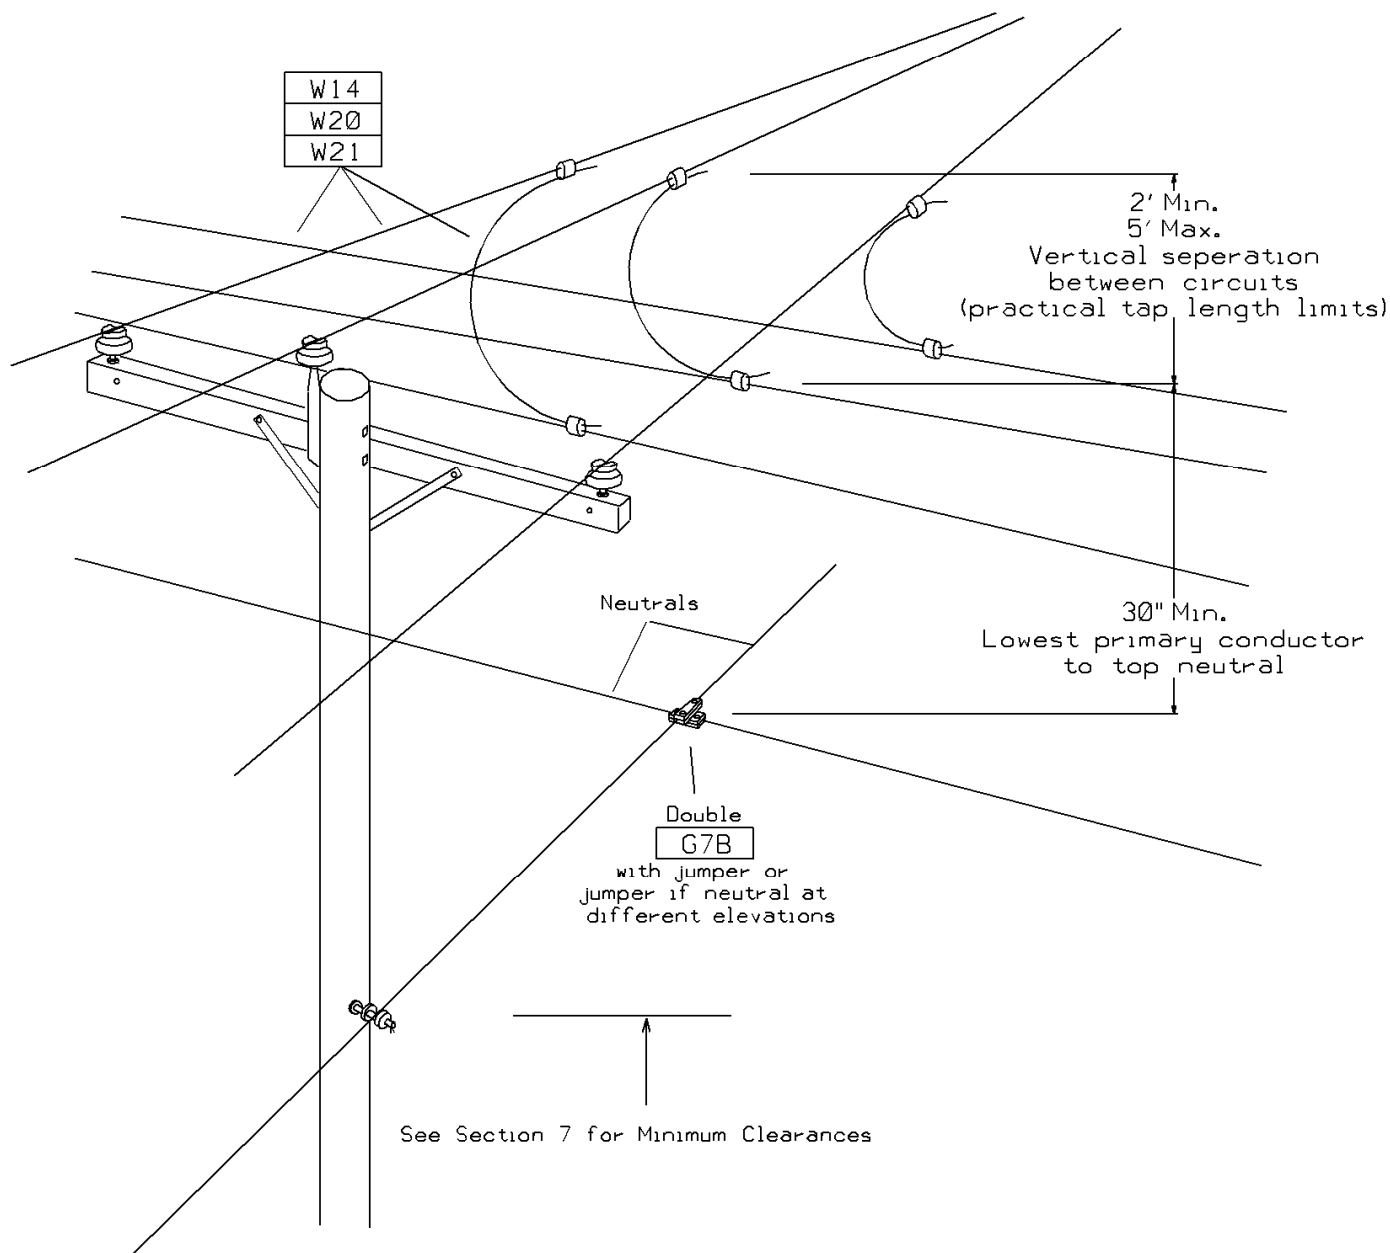 W14
W20
W21
2' Min.
5' Max.
Vertical seperation
between circuits
(practical tap length limits)
Neutrals
30" Min.
Lowest primary conductor
to top neutral
Double
G7B
with jumper or
jumper if neutral at
different elevations
See Section 7 for Minimum Clearances